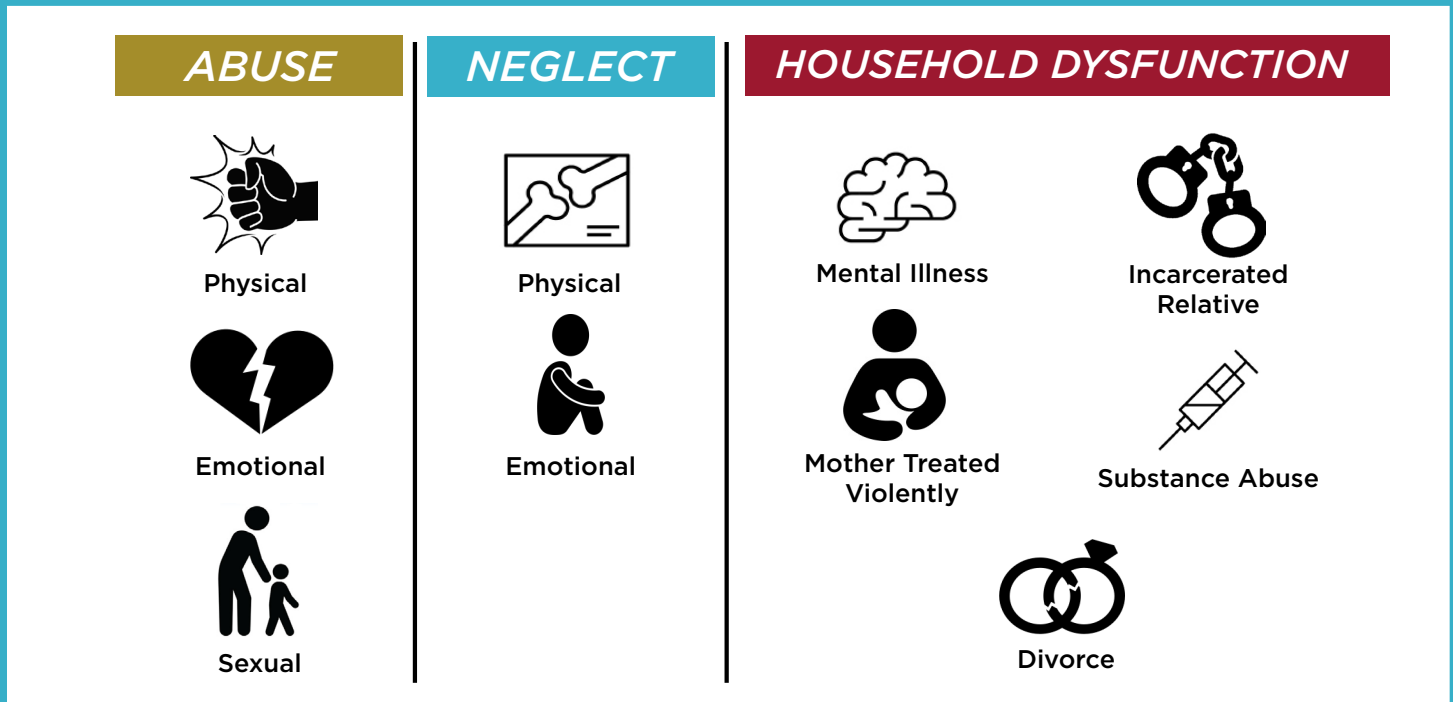 ABUSE
Physical
Emotional
Sexual
NEGLECT
Physical
Emotional
HOUSEHOLD DYSFUNCTION
Mental Illness
Incarcerated
Relative
Mother Treated
Violently
Substance Abuse
Divorce